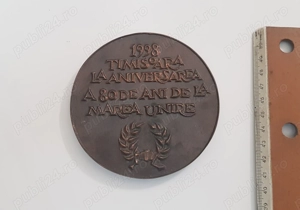 1998
TIMIȘOARA
LA ANIVERSAREA
A 80 DE ANI DE LA
MAREA UNIRE